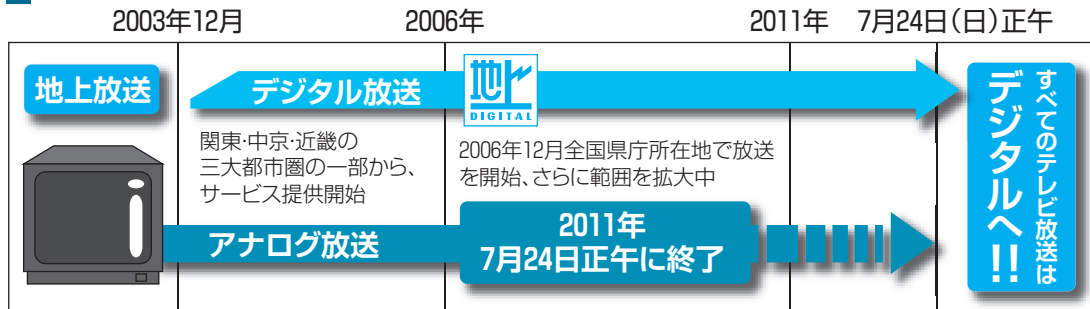 2003年12月
2006年
2011年
7月24日（日）正午
地上放送
デジタル放送
地上
DIGITAL
関東・中京・近畿の
三大都市圏の一部から、
サービス提供開始
2006年12月全国県庁所在地で放送
を開始、さらに範囲を拡大中
アナログ放送
2011年
7月24日正午に終了
すべてのテレビ放送は
デジタルへ!!